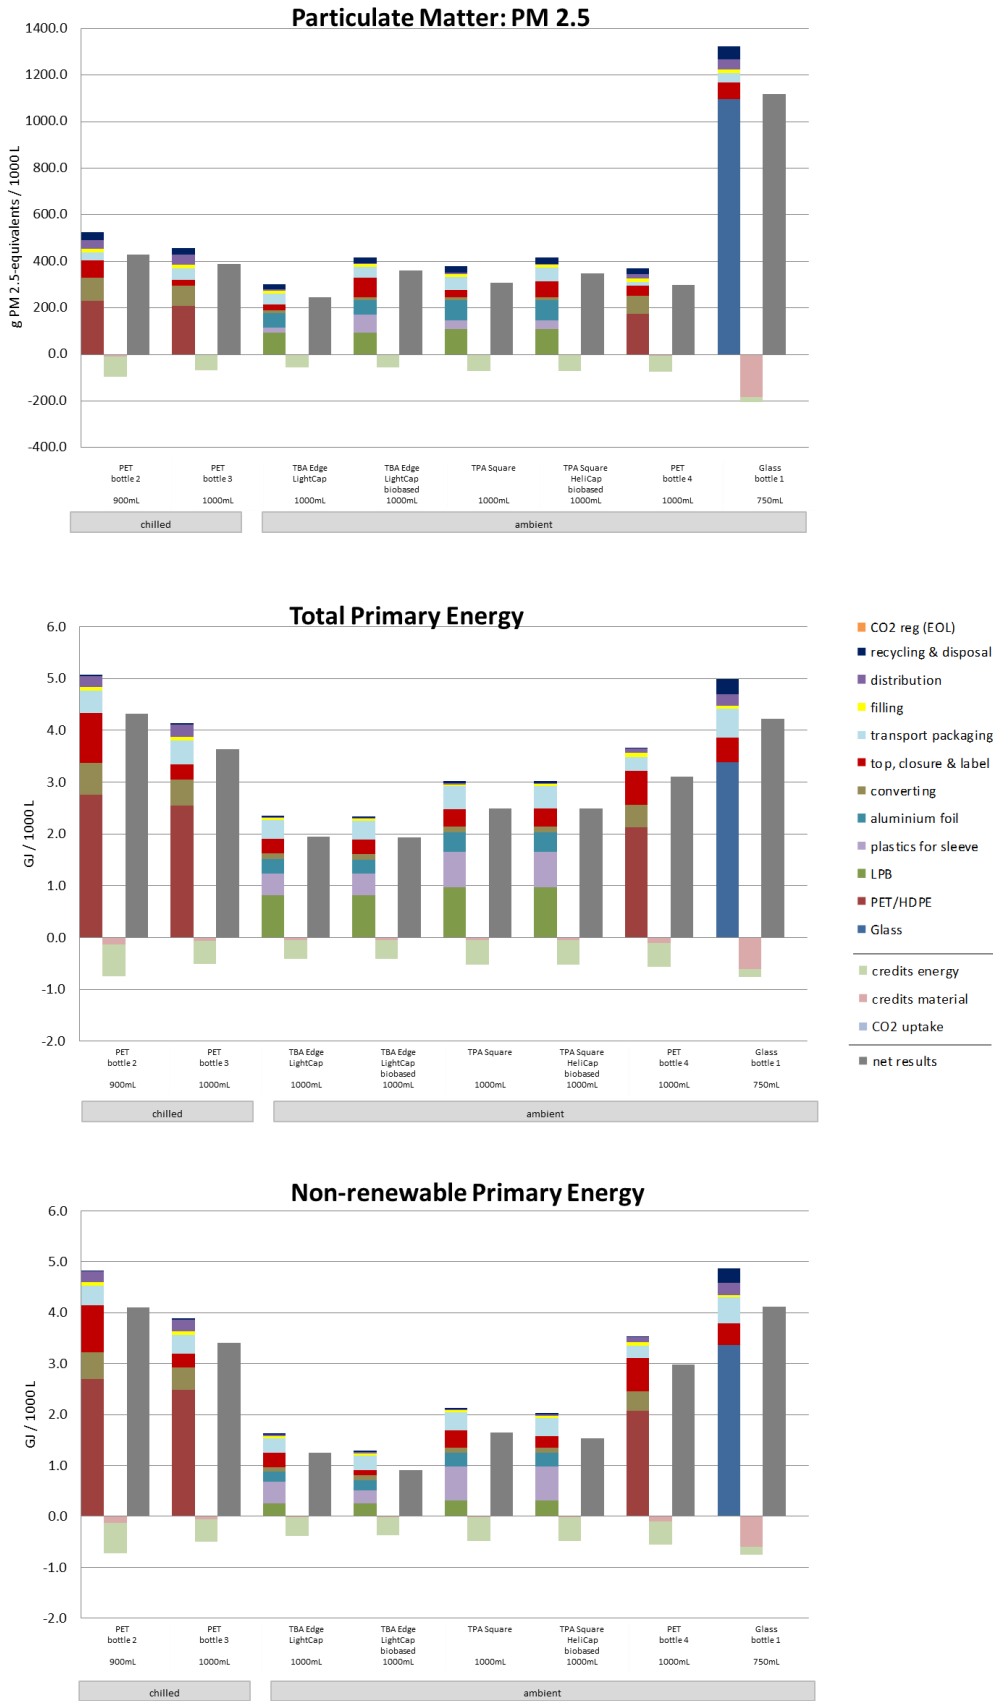 Particulate Matter: PM 2.5
1400.0
1200.0
1000.0
800.0
600.0
400.0
200.0
0.0
-200.0
-400.0
g PM 2.5-equivalents / 1000 L
PET bottle 2 900mL
PET bottle 3 1000mL
TBA Edge LightCap 1000mL
TBA Edge LightCap biobased 1000mL
TPA Square 1000mL
TPA Square HeliCap biobased 1000mL
PET bottle 4 1000mL
Glass bottle 1 750mL
chilled
ambient
Total Primary Energy
6.0
5.0
4.0
3.0
2.0
1.0
0.0
-1.0
-2.0
GJ / 1000 L
PET bottle 2 900mL
PET bottle 3 1000mL
TBA Edge LightCap 1000mL
TBA Edge LightCap biobased 1000mL
TPA Square 1000mL
TPA Square HeliCap biobased 1000mL
PET bottle 4 1000mL
Glass bottle 1 750mL
chilled
ambient
CO2 reg (EOL)
recycling & disposal
distribution
filling
transport packaging
top, closure & label
converting
aluminium foil
plastics for sleeve
LPB
PET/HDPE
Glass
credits energy
credits material
CO2 uptake
net results
Non-renewable Primary Energy
6.0
5.0
4.0
3.0
2.0
1.0
0.0
-1.0
-2.0
GJ / 1000 L
PET bottle 2 900mL
PET bottle 3 1000mL
TBA Edge LightCap 1000mL
TBA Edge LightCap biobased 1000mL
TPA Square 1000mL
TPA Square HeliCap biobased 1000mL
PET bottle 4 1000mL
Glass bottle 1 750mL
chilled
ambient